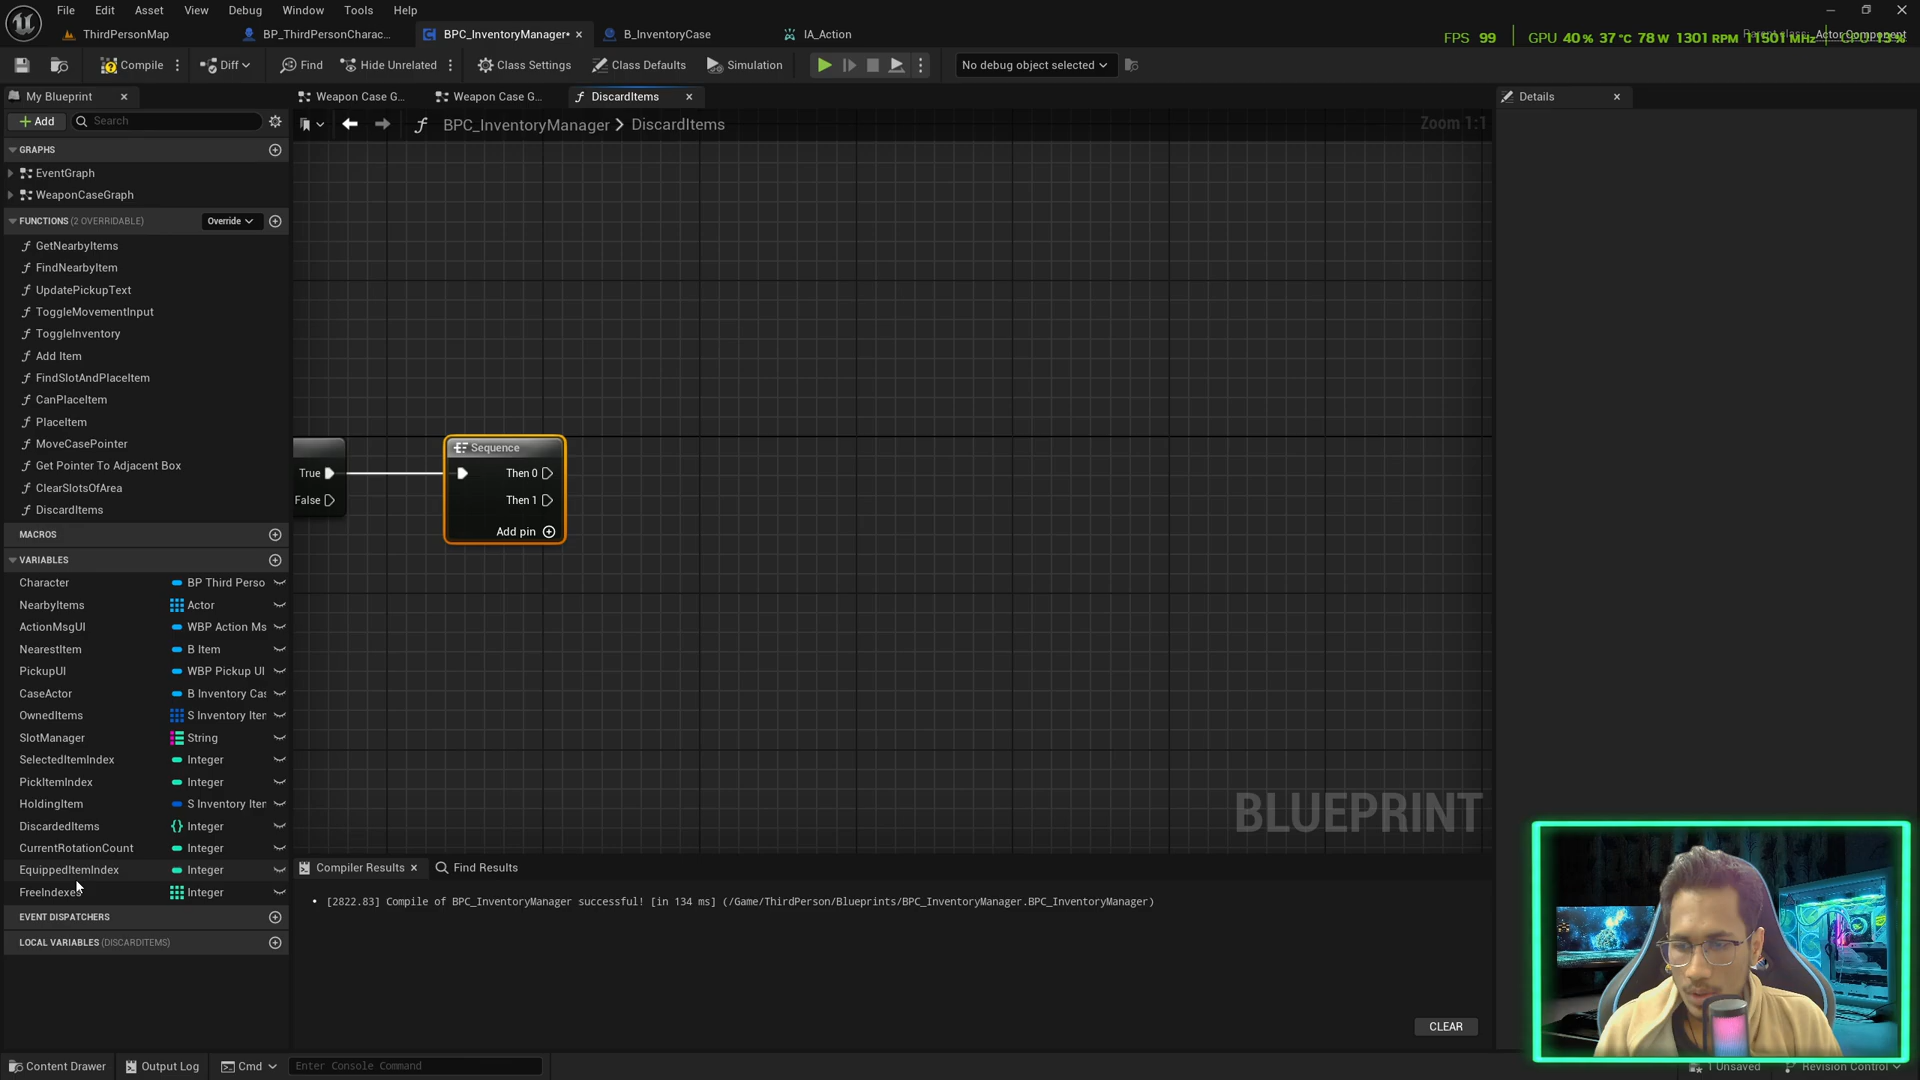 File Edit Asset View Debug Window Tools Help
ThirdPersonMap BP_ThirdPersonCharac... BPC_InventoryManager• B_InventoryCase IA_Action
FPS 99 GPU 40 % 37 °C 78 W 1301 RPM 11501 MHz CPU 13 %
Actor Component
Compile Diff Find Hide Unrelated Class Settings Class Defaults Simulation No debug object selected
My Blueprint Weapon Case G... Weapon Case G... DiscardItems Details
Add Search BPC_InventoryManager > DiscardItems Zoom 1:1
GRAPHS
EventGraph
WeaponCaseGraph
FUNCTIONS (2 OVERRIDABLE) Override
GetNearbyItems
FindNearbyItem
UpdatePickupText
ToggleMovementInput
ToggleInventory
Add Item
FindSlotAndPlaceItem
CanPlaceItem
PlaceItem
MoveCasePointer
Get Pointer To Adjacent Box
ClearSlotsOfArea
DiscardItems
MACROS
VARIABLES
Character BP Third Perso
NearbyItems Actor
ActionMsgUI WBP Action Ms
NearestItem B Item
PickupUI WBP Pickup UI
CaseActor B Inventory Cas
OwnedItems S Inventory Iter
SlotManager String
SelectedItemIndex Integer
PickItemIndex Integer
HoldingItem S Inventory Iter
DiscardedItems Integer
CurrentRotationCount Integer
EquippedItemIndex Integer
FreeIndexes Integer
EVENT DISPATCHERS
LOCAL VARIABLES (DISCARDITEMS)
True
False
Sequence
Then 0
Then 1
Add pin
BLUEPRINT
Compiler Results Find Results
• [2822.83] Compile of BPC_InventoryManager successful! [in 134 ms] (/Game/ThirdPerson/Blueprints/BPC_InventoryManager.BPC_InventoryManager)
CLEAR
Content Drawer Output Log Cmd Enter Console Command 1 Unsaved Revision Control